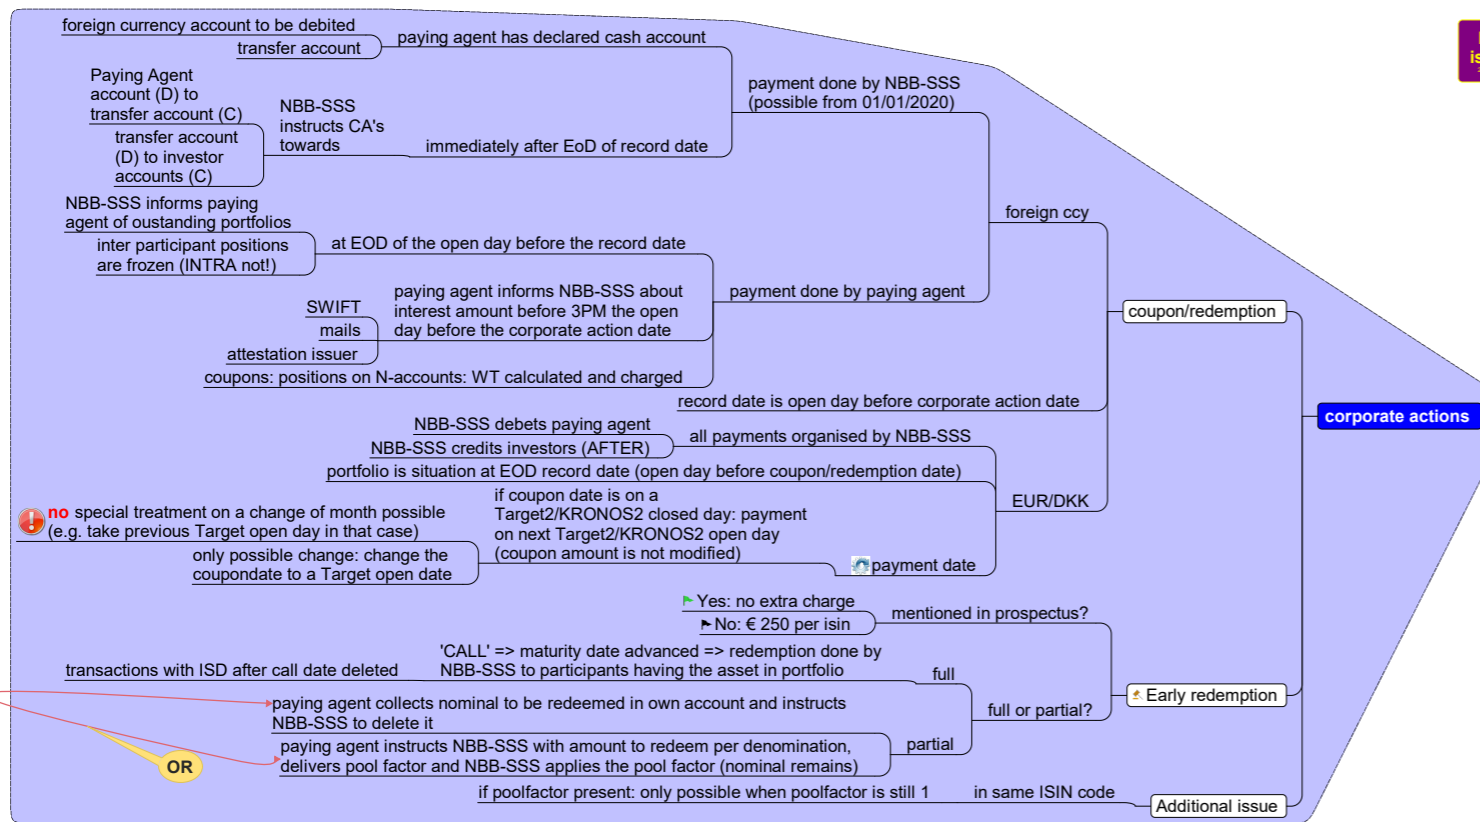 foreign currency account to be debited
transfer account
paying agent has declared cash account
Paying Agent
account (D) to
transfer account (C)
transfer account
(D) to investor
accounts (C)
NBB-SSS
instructs CA's
towards
immediately after EoD of record date
payment done by NBB-SSS
(possible from 01/01/2020)
NBB-SSS informs paying
agent of oustanding portfolios
inter participant positions
are frozen (INTRA not!)
at EOD of the open day before the record date
SWIFT
mails
attestation issuer
paying agent informs NBB-SSS about
interest amount before 3PM the open
day before the corporate action date
coupons: positions on N-accounts: WT calculated and charged
payment done by paying agent
foreign ccy
record date is open day before corporate action date
NBB-SSS debets paying agent
NBB-SSS credits investors (AFTER)
all payments organised by NBB-SSS
portfolio is situation at EOD record date (open day before coupon/redemption date)
no special treatment on a change of month possible
(e.g. take previous Target open day in that case)
only possible change: change the
coupondate to a Target open date
if coupon date is on a
Target2/KRONOS2 closed day: payment
on next Target2/KRONOS2 open day
(coupon amount is not modified)
payment date
EUR/DKK
coupon/redemption
Yes: no extra charge
No: € 250 per isin
mentioned in prospectus?
transactions with ISD after call date deleted
'CALL' => maturity date advanced => redemption done by
NBB-SSS to participants having the asset in portfolio
full
paying agent collects nominal to be redeemed in own account and instructs
NBB-SSS to delete it
paying agent instructs NBB-SSS with amount to redeem per denomination,
delivers pool factor and NBB-SSS applies the pool factor (nominal remains)
partial
full or partial?
Early redemption
OR
if poolfactor present: only possible when poolfactor is still 1
in same ISIN code
Additional issue
corporate actions